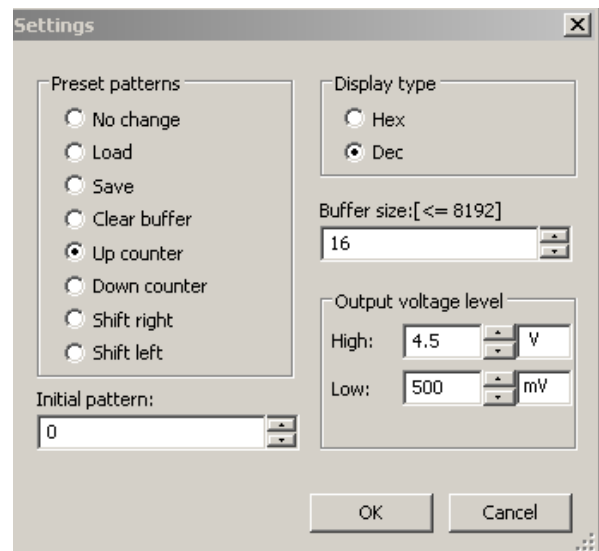 Settings
Preset patterns
No change
Load
Save
Clear buffer
Up counter
Down counter
Shift right
Shift left
Initial pattern:
0
Display type
Hex
Dec
Buffer size:[<= 8192]
16
Output voltage level
High: 4.5 V
Low: 500 mV
OK Cancel